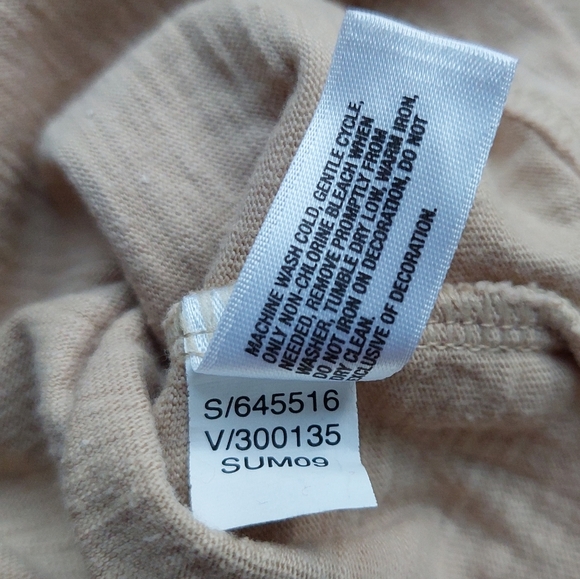 MACHINE WASH COLD, GENTLE CYCLE,
ONLY NON-CHLORINE BLEACH WHEN
NEEDED, REMOVE PROMPTLY FROM
WASHER, TUMBLE DRY LOW, WARM IRON,
DO NOT IRON ON DECORATION, DO NOT
DRY CLEAN.
EXCLUSIVE OF DECORATION.
S/645516
V/300135
SUM09